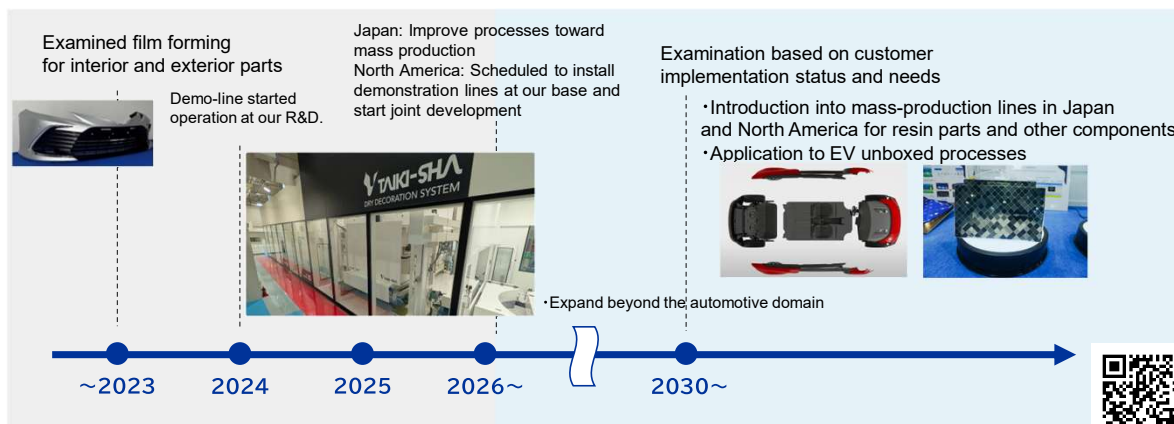 Examined film forming
for interior and exterior parts
Demo-line started
operation at our R&D.
Japan: Improve processes toward
mass production
North America: Scheduled to install
demonstration lines at our base and
start joint development
Examination based on customer
implementation status and needs
・Introduction into mass-production lines in Japan
and North America for resin parts and other components
・Application to EV unboxed processes
TAIKI-SHA
DRY DECORATION SYSTEM
・Expand beyond the automotive domain
～2023
2024
2025
2026～
2030～